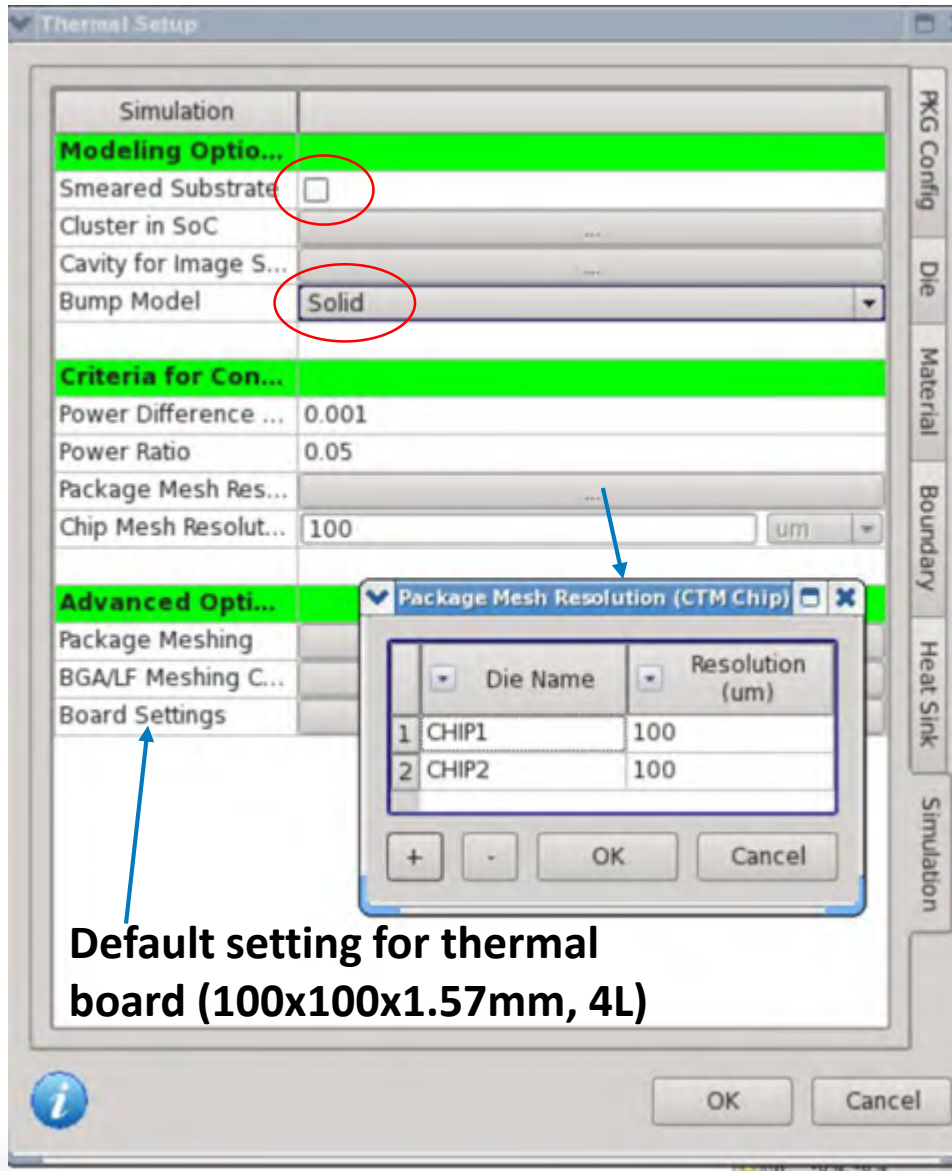 Thermal Setup
Simulation
Modeling Optio...
Smeared Substrate
Cluster in SoC ...
Cavity for Image S... ...
Bump Model Solid
Criteria for Con...
Power Difference ... 0.001
Power Ratio 0.05
Package Mesh Res... ...
Chip Mesh Resolut... 100 um
Advanced Opti...
Package Meshing
BGA/LF Meshing C...
Board Settings
Package Mesh Resolution (CTM Chip)
Die Name Resolution
(um)
1 CHIP1 100
2 CHIP2 100
+ - OK Cancel
Default setting for thermal
board (100x100x1.57mm, 4L)
PKG Config
Die
Material
Boundary
Heat Sink
Simulation
i
OK Cancel